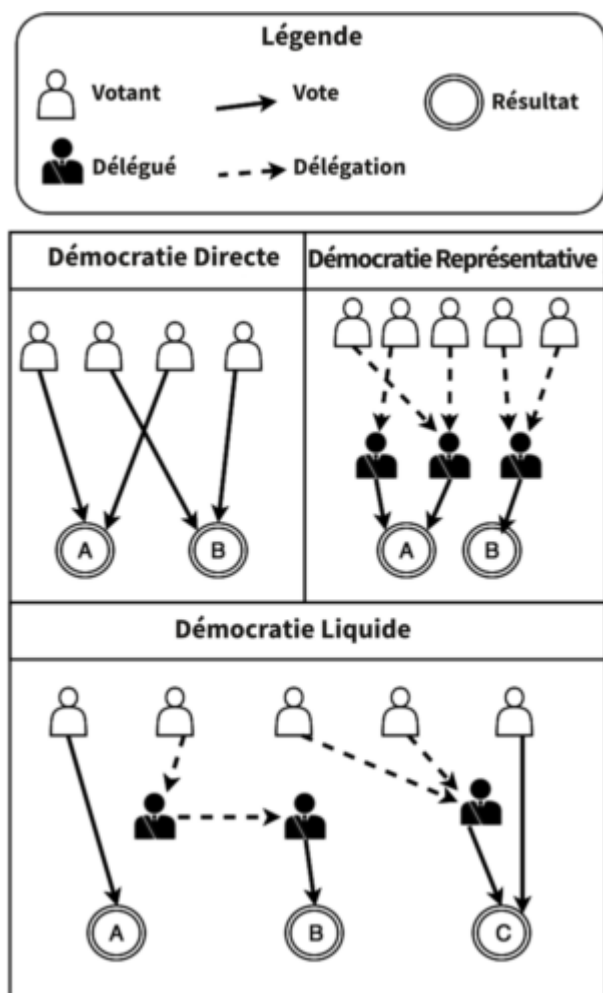 Légende
Votant
Vote
Résultat
Délégué
Délégation
Démocratie Directe
Démocratie Représentative
A
B
A
B
Démocratie Liquide
A
B
C